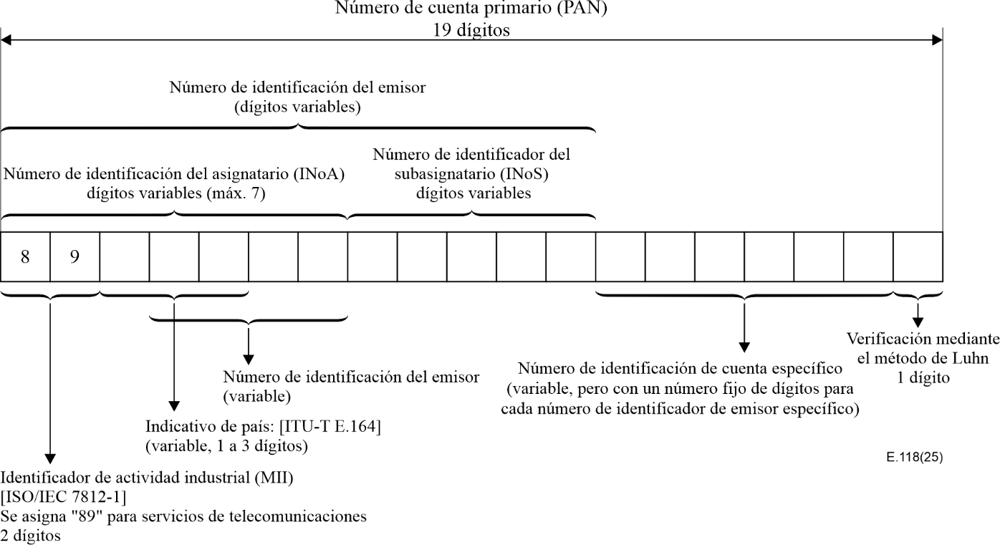 Número de cuenta primario (PAN)
19 dígitos
Número de identificación del emisor
(dígitos variables)
Número de identificación del asignatario (INoA)
dígitos variables (máx. 7)
Número de identificador del
subasignatario (INoS)
dígitos variables
8 9
Verificación mediante
el método de Luhn
1 dígito
Número de identificación de cuenta específico
(variable, pero con un número fijo de dígitos para
cada número de identificador de emisor específico)
Número de identificación del emisor
(variable)
Indicativo de país: [ITU-T E.164]
(variable, 1 a 3 dígitos)
E.118(25)
Identificador de actividad industrial (MII)
[ISO/IEC 7812-1]
Se asigna "89" para servicios de telecomunicaciones
2 dígitos